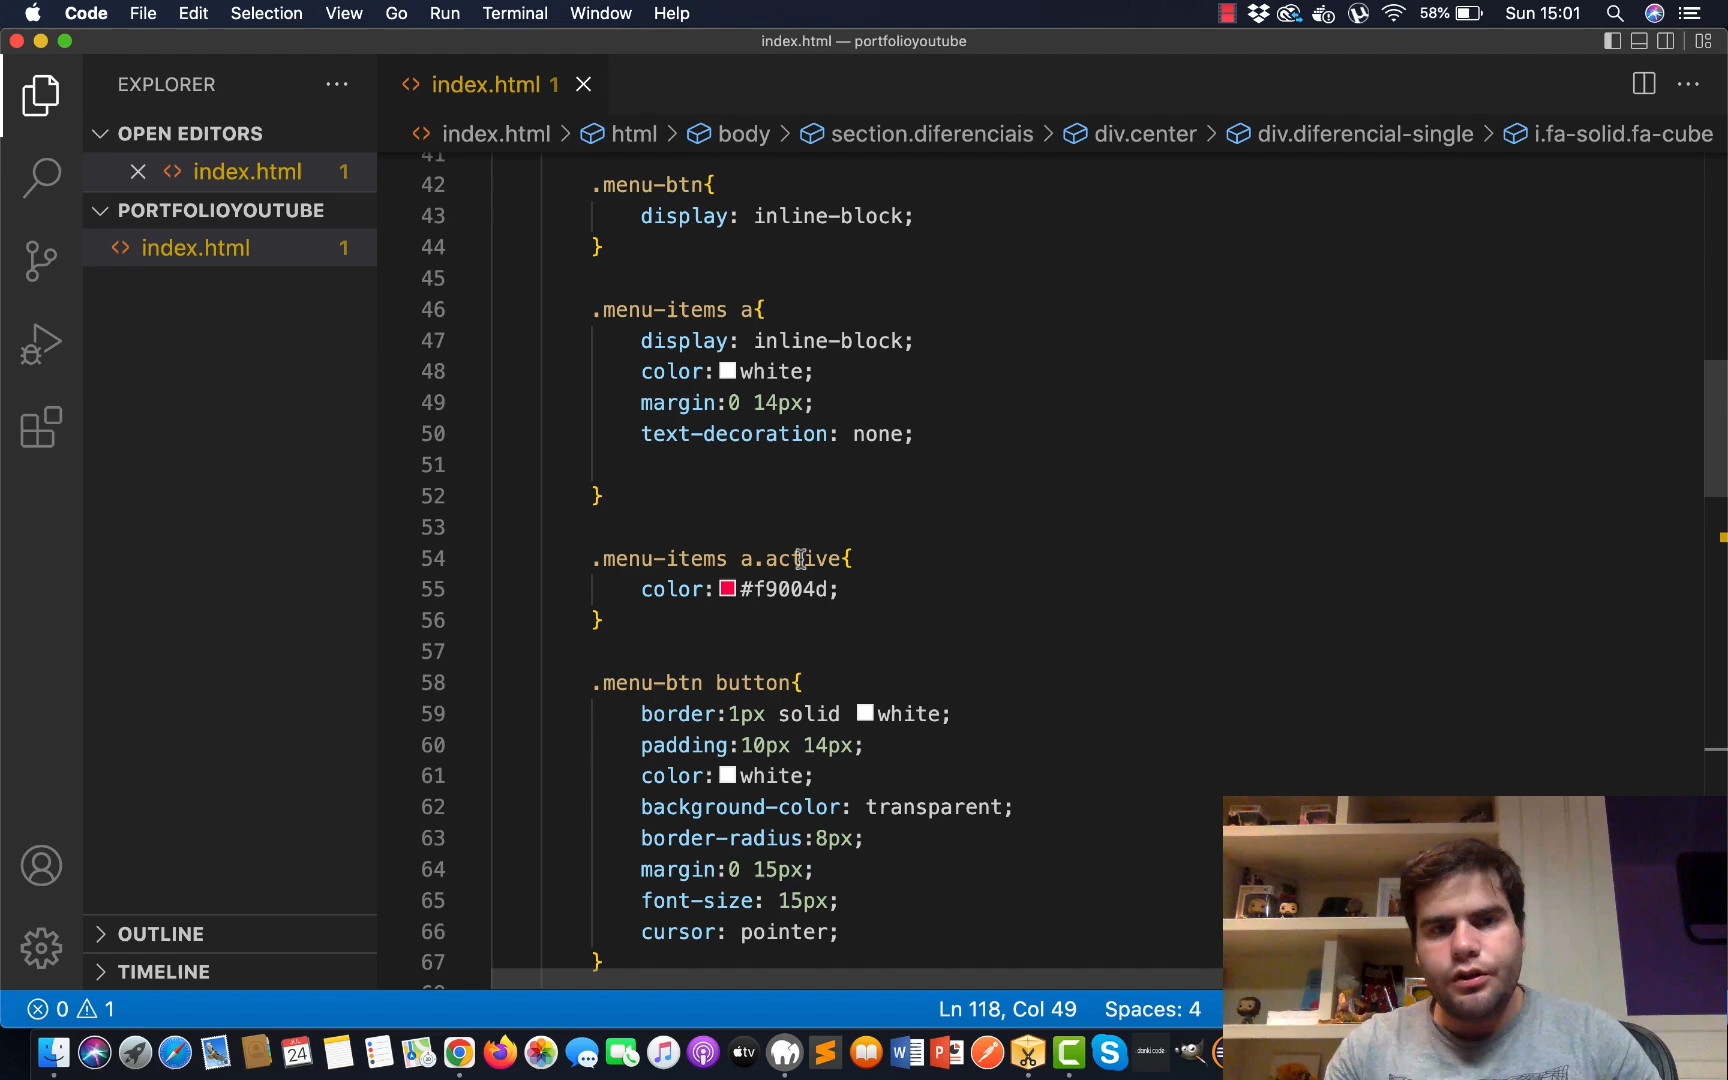 Code File Edit Selection View Go Run Terminal Window Help 58% Sun 15:01
index.html — portfolioyoutube
EXPLORER
index.html 1
OPEN EDITORS
index.html > html > body > section.diferenciais > div.center > div.diferencial-single > i.fa-solid.fa-cube
index.html 1
PORTFOLIOYOUTUBE
index.html 1
41
42 .menu-btn{
43 display: inline-block;
44 }
45
46 .menu-items a{
47 display: inline-block;
48 color: white;
49 margin:0 14px;
50 text-decoration: none;
51
52 }
53
54 .menu-items a.active{
55 color: #f9004d;
56 }
57
58 .menu-btn button{
59 border:1px solid white;
60 padding:10px 14px;
61 color: white;
62 background-color: transparent;
63 border-radius:8px;
64 margin:0 15px;
65 font-size: 15px;
66 cursor: pointer;
67 }
OUTLINE
TIMELINE
0 1 Ln 118, Col 49 Spaces: 4
JUL
24
tv
W
P
C
S
danki code